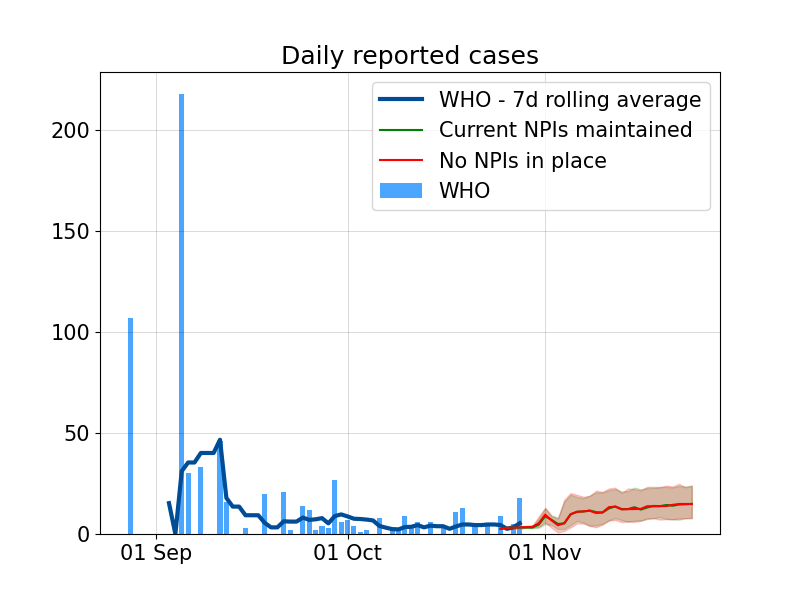 Daily reported cases
WHO - 7d rolling average
Current NPIs maintained
No NPIs in place
WHO
200
150
100
50
0
01 Sep
01 Oct
01 Nov